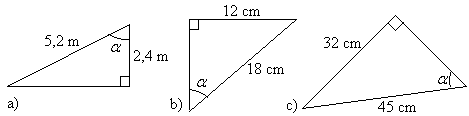 5,2 m
α
2,4 m
a)
12 cm
18 cm
α
b)
32 cm
α
45 cm
c)